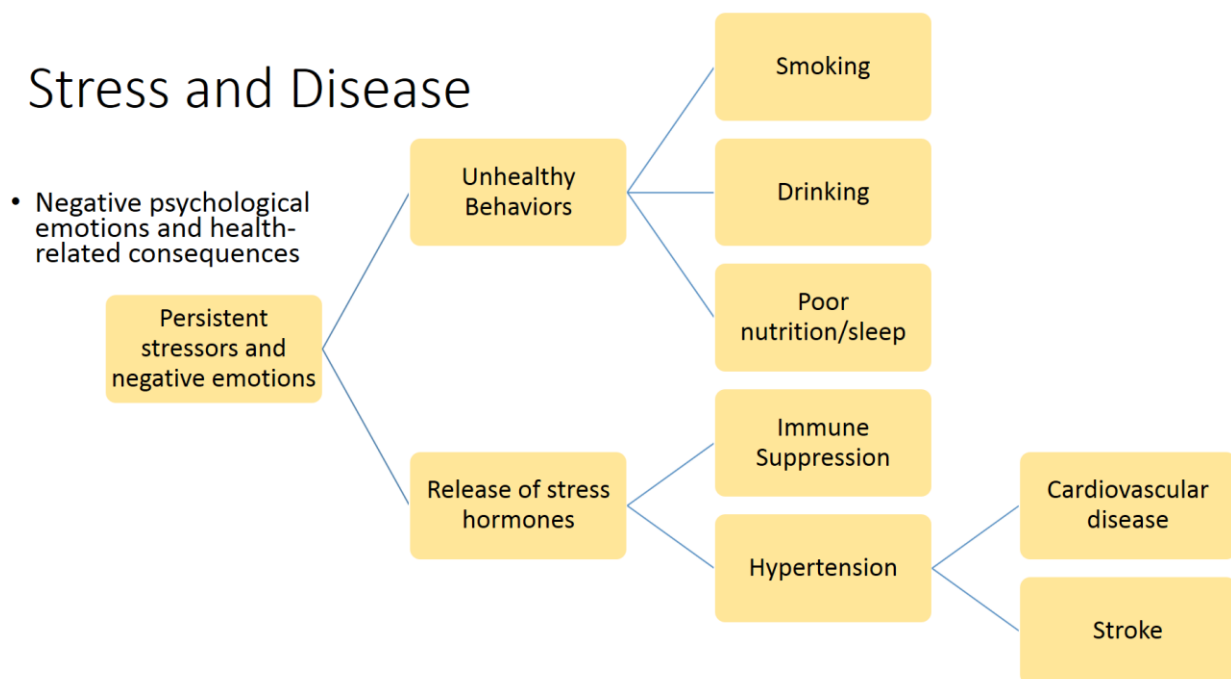 Stress and Disease
• Negative psychological
emotions and health-
related consequences
Persistent
stressors and
negative emotions
Unhealthy
Behaviors
Smoking
Drinking
Poor
nutrition/sleep
Release of stress
hormones
Immune
Suppression
Hypertension
Cardiovascular
disease
Stroke